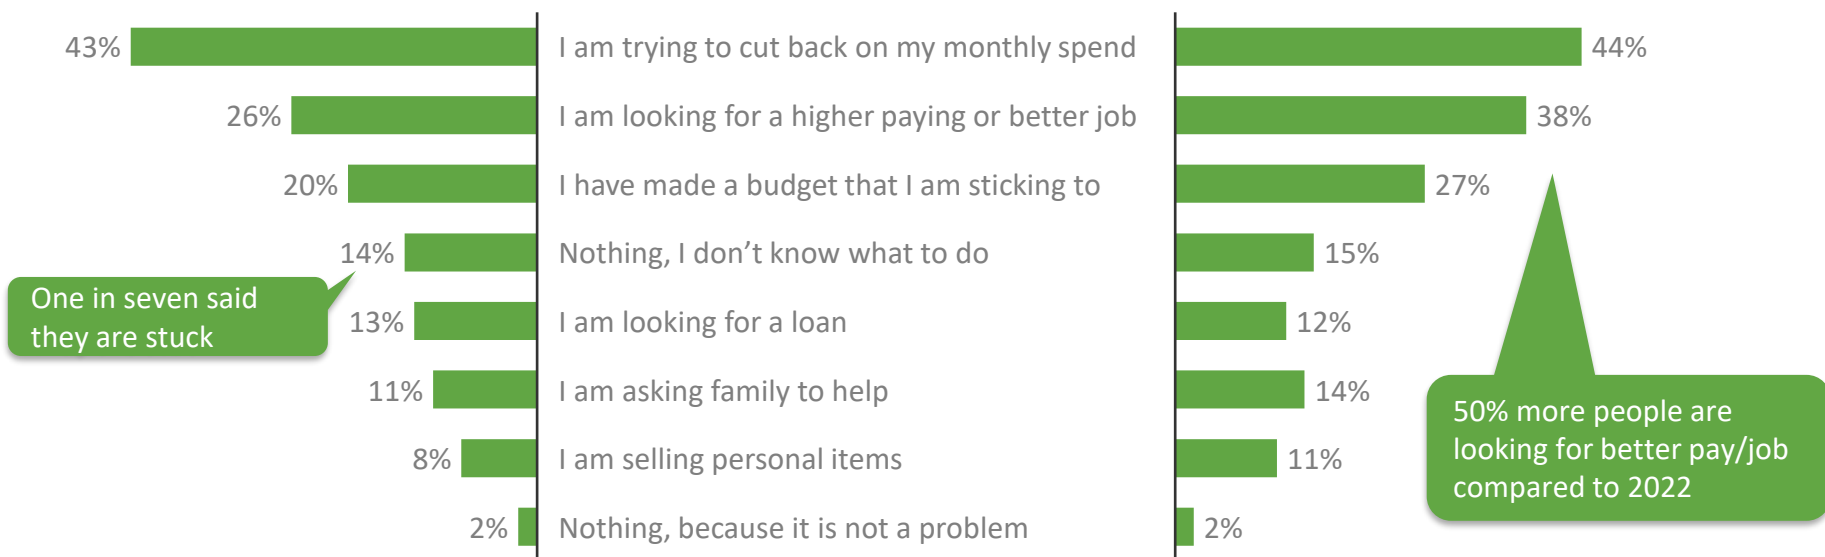 43% I am trying to cut back on my monthly spend 44%
26% I am looking for a higher paying or better job 38%
20% I have made a budget that I am sticking to 27%
14% Nothing, I don’t know what to do 15%
One in seven said
they are stuck
13% I am looking for a loan 12%
11% I am asking family to help 14%
8% I am selling personal items 11%
50% more people are
looking for better pay/job
compared to 2022
2% Nothing, because it is not a problem 2%